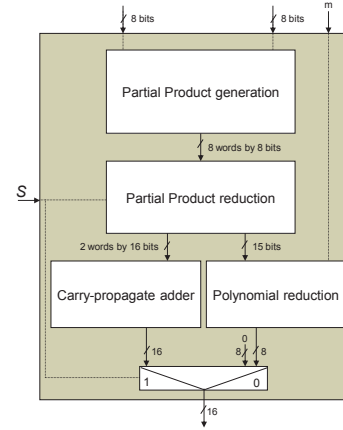 8 bits
8 bits
m
Partial Product generation
8 words by 8 bits
Partial Product reduction
S
2 words by 16 bits
15 bits
Carry-propagate adder
Polynomial reduction
0
16
8
8
1
0
16